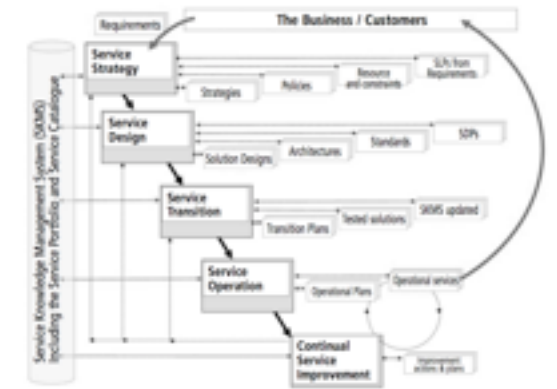 Requirements
The Business / Customers
Service
Strategy
Strategies
Policies
Resource
and constraints
SLPs from
Requirements
Service
Design
Solution Designs
Architectures
Standards
SDPs
Service
Transition
Transition Plans
Tested solutions
SKMS updated
Service
Operation
Operational Plans
Operational services
Continual
Service
Improvement
Improvement
actions & plans
Service Knowledge Management System (SKMS)
Including the Service Portfolio and Service Catalogue